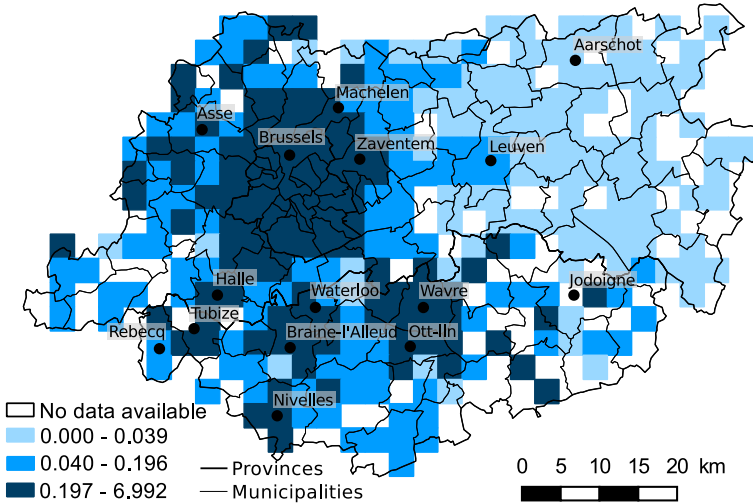 Aarschot
Machelen
Asse
Brussels
Zaventem
Leuven
Halle
Waterloo
Wavre
Jodoigne
Tubize
Rebecq
Braine-l'Alleud
Ott-lln
Nivelles
No data available
0.000 - 0.039
0.040 - 0.196
0.197 - 6.992
Provinces
Municipalities
0 5 10 15 20 km